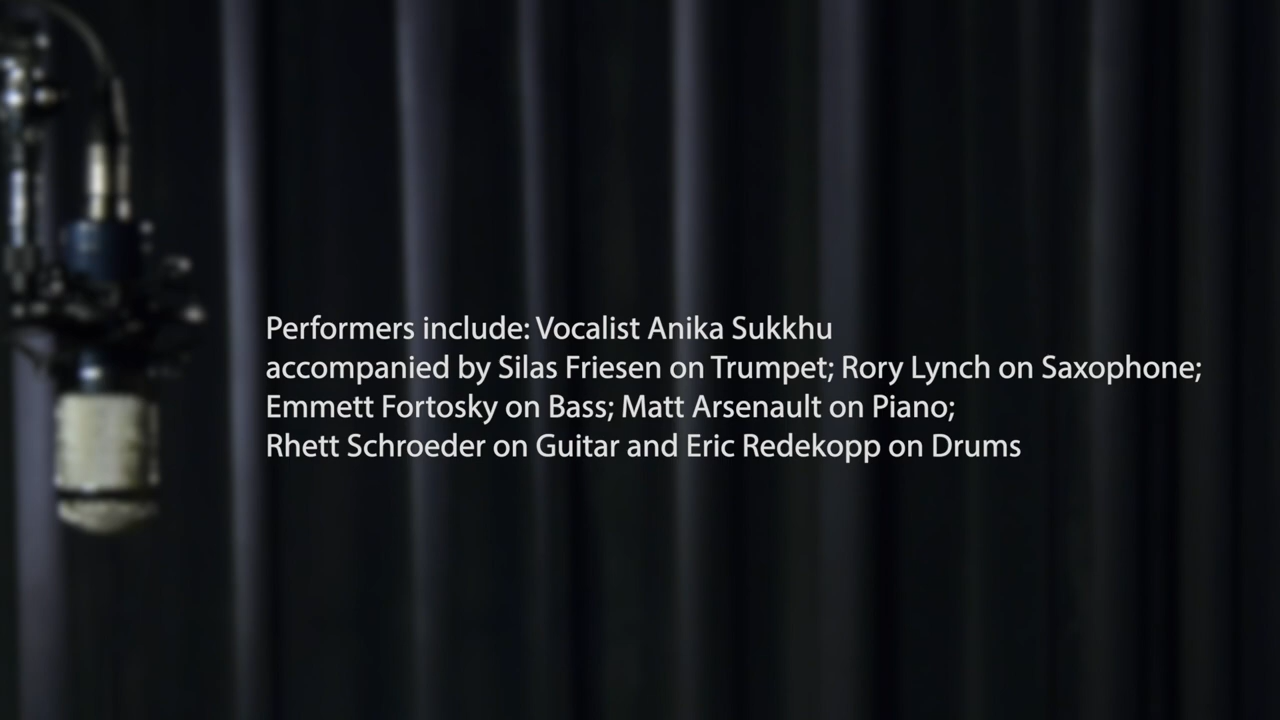 Performers include: Vocalist Anika Sukkhu
accompanied by Silas Friesen on Trumpet; Rory Lynch on Saxophone;
Emmett Fortosky on Bass; Matt Arsenault on Piano;
Rhett Schroeder on Guitar and Eric Redekopp on Drums